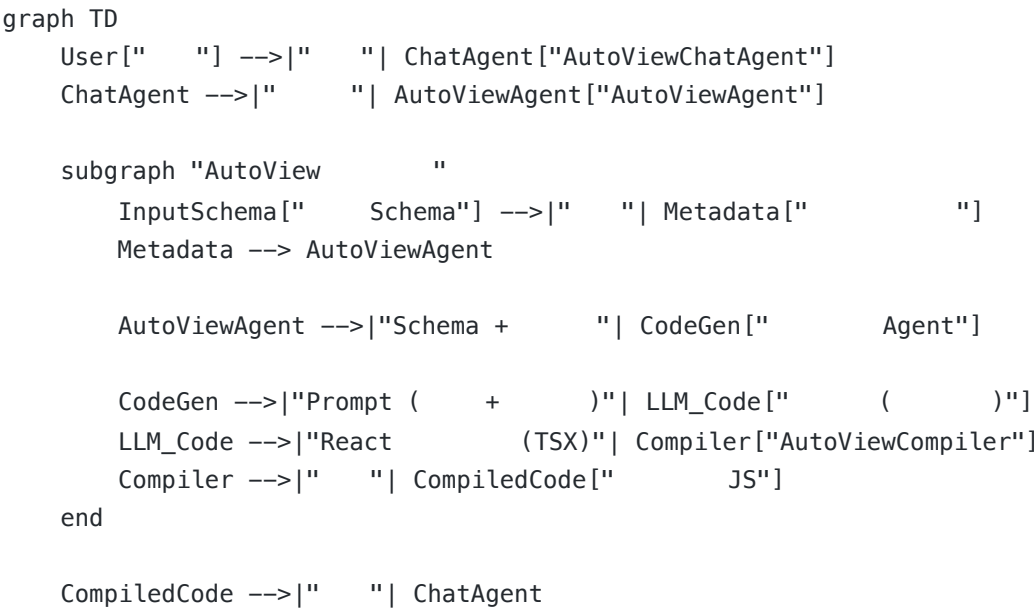 graph TD
User["    "] -->|"    "| ChatAgent["AutoViewChatAgent"]
ChatAgent -->|"      "| AutoViewAgent["AutoViewAgent"]
subgraph "AutoView        "
InputSchema["    Schema"] -->|"    "| Metadata["          "]
Metadata --> AutoViewAgent
AutoViewAgent -->|"Schema +      "| CodeGen["        Agent"]
CodeGen -->|"Prompt (    +      )"| LLM_Code["      (       )"]
LLM_Code -->|"React        (TSX)"| Compiler["AutoViewCompiler"]
Compiler -->|"    "| CompiledCode["        JS"]
end
CompiledCode -->|"    "| ChatAgent